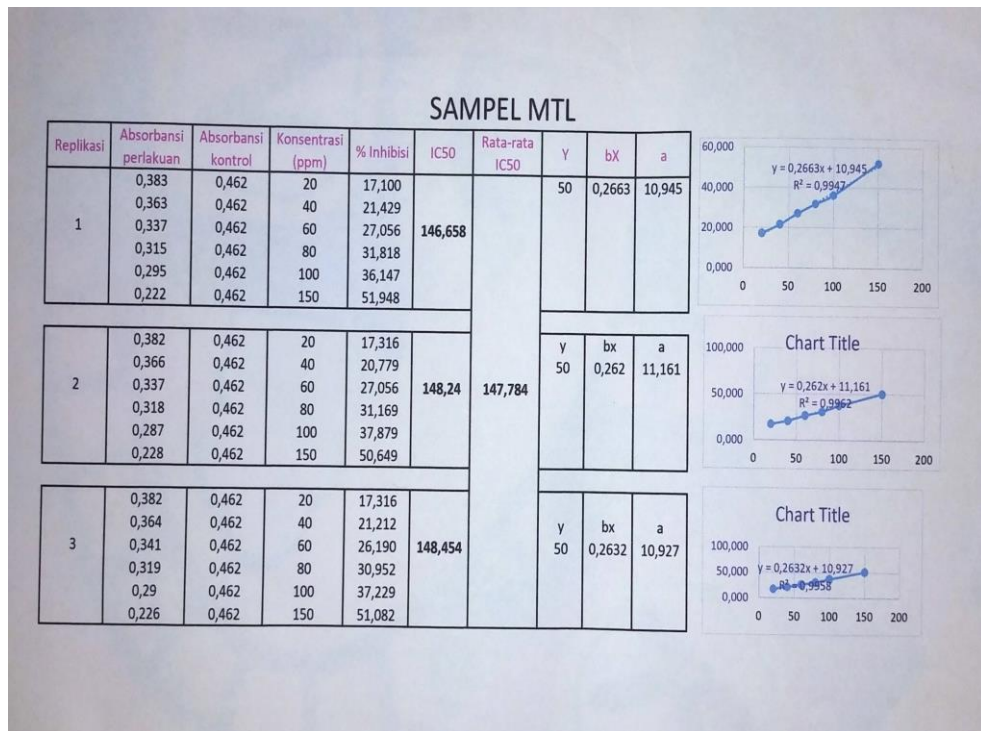 SAMPEL MTL
Replikasi Absorbansi perlakuan Absorbansi kontrol Konsentrasi (ppm) % Inhibisi IC50 Rata-rata IC50 Y bX a
0,383 0,462 20 17,100 50 0,2663 10,945
0,363 0,462 40 21,429
1 0,337 0,462 60 27,056 146,658
0,315 0,462 80 31,818
0,295 0,462 100 36,147
0,222 0,462 150 51,948
0,382 0,462 20 17,316 y bx a
0,366 0,462 40 20,779 50 0,262 11,161
2 0,337 0,462 60 27,056 148,24 147,784
0,318 0,462 80 31,169
0,287 0,462 100 37,879
0,228 0,462 150 50,649
0,382 0,462 20 17,316
0,364 0,462 40 21,212 y bx a
3 0,341 0,462 60 26,190 148,454 50 0,2632 10,927
0,319 0,462 80 30,952
0,29 0,462 100 37,229
0,226 0,462 150 51,082
60,000
y = 0,2663x + 10,945
R² = 0,9947
40,000
20,000
0,000
0 50 100 150 200
Chart Title
100,000
y = 0,262x + 11,161
50,000
R² = 0,9962
0,000
0 50 100 150 200
Chart Title
100,000
y = 0,2632x + 10,927
50,000
R² = 0,9958
0,000
0 50 100 150 200